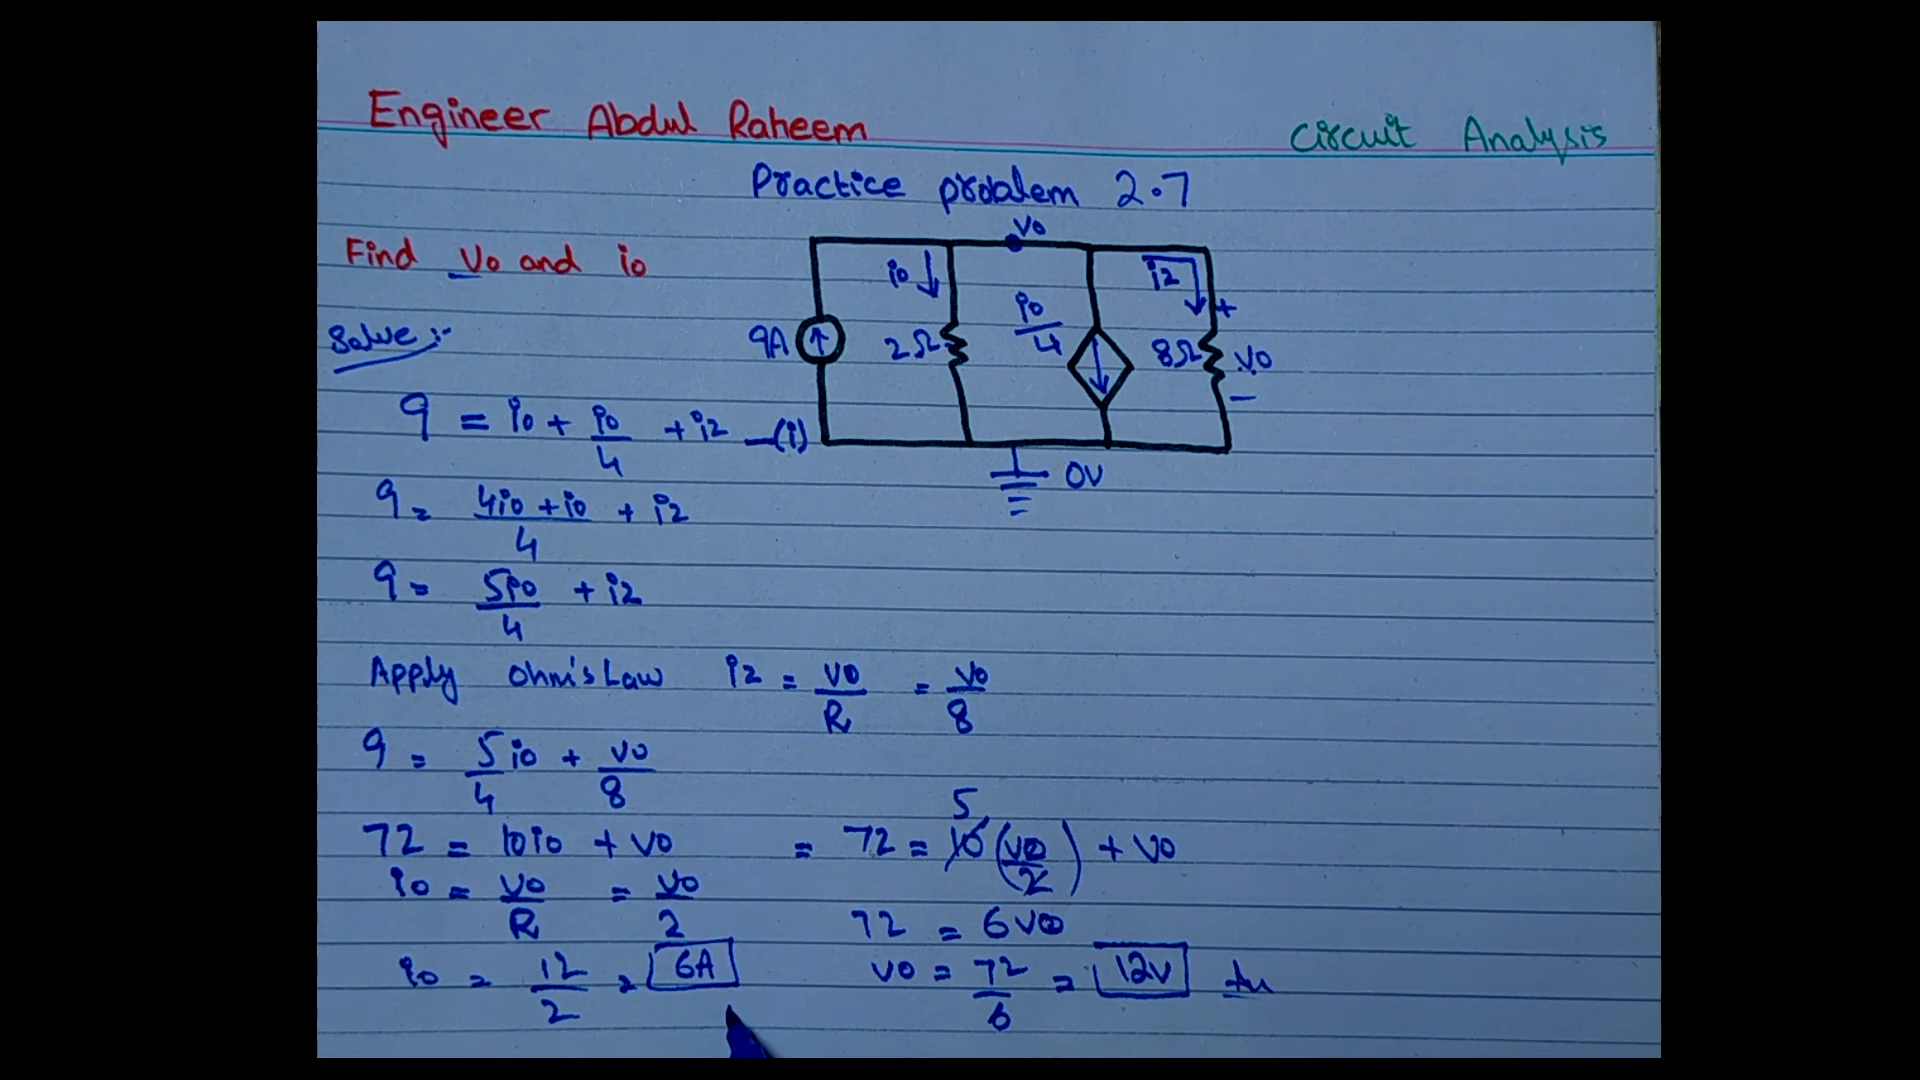 Engineer Abdul Raheem
Circuit Analysis
Practice problem 2.7
Find Vo and io
Solve:-
Vo
io
i2
9A
2Ω
io/4
8Ω
+
Vo
-
0V
9 = io + io/4 + i2 —(i)
9 = (4io + io)/4 + i2
9 = 5io/4 + i2
Apply ohm's Law i2 = Vo/R = Vo/8
9 = 5/4 io + Vo/8
72 = 10io + Vo = 72 = 10 5 (Vo/2) + Vo
io = Vo/R = Vo/2
72 = 6Vo
io = 12/2 = 6A
Vo = 72/6 = 12V